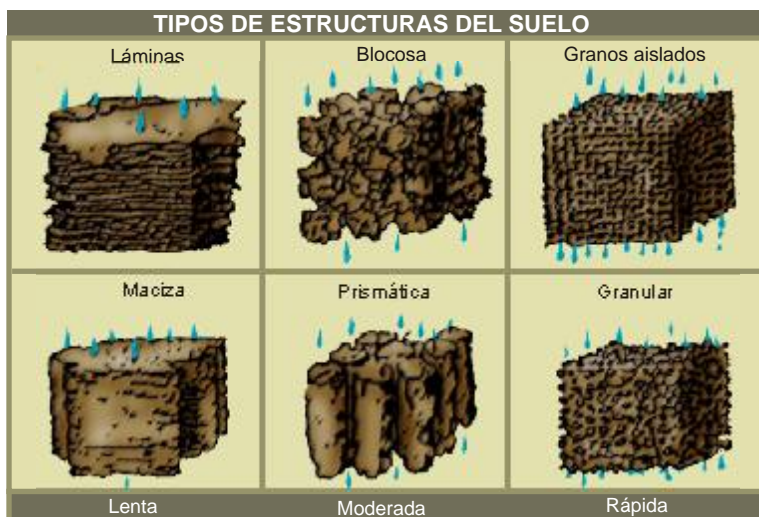 TIPOS DE ESTRUCTURAS DEL SUELO
Láminas Blocosa Granos aislados
Maciza Prismática Granular
Lenta Moderada Rápida